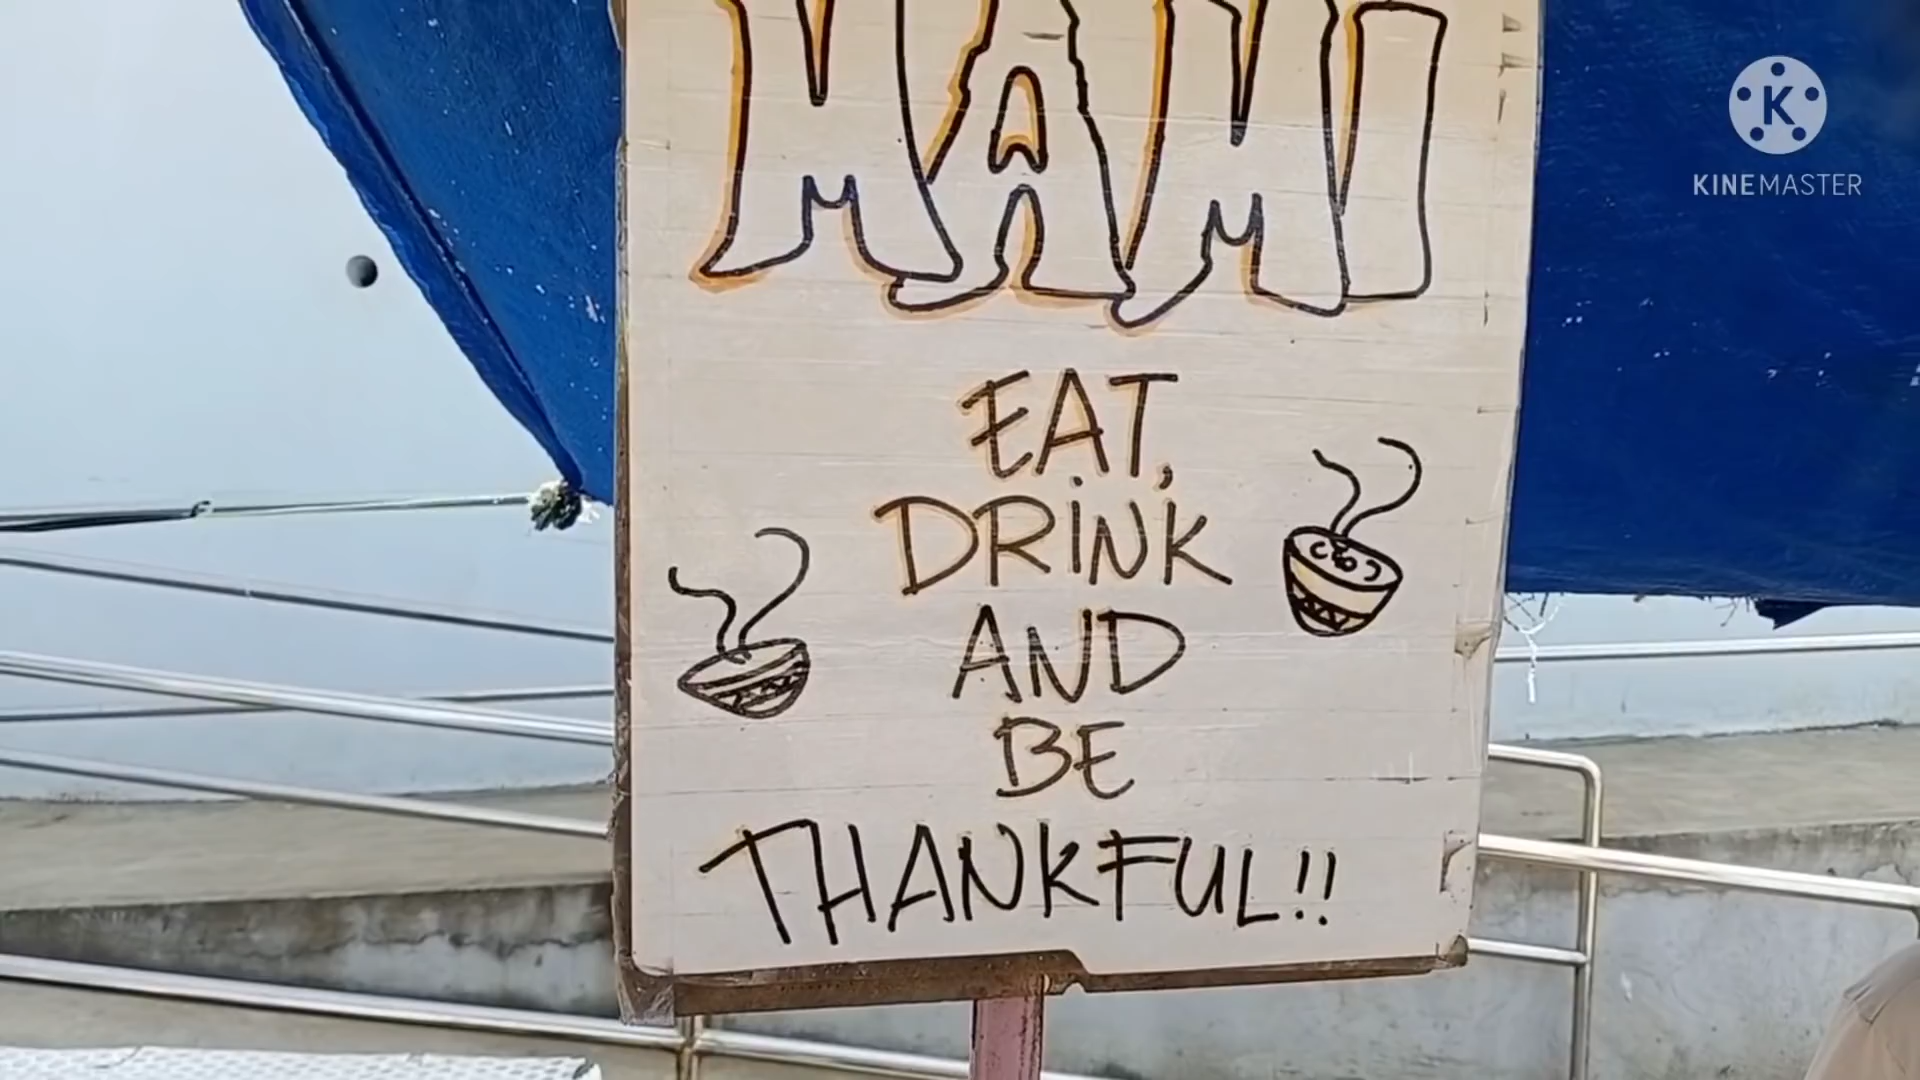 MAMI
EAT,
DRiNK
AND
BE
THANKFUL!!
KINEMASTER